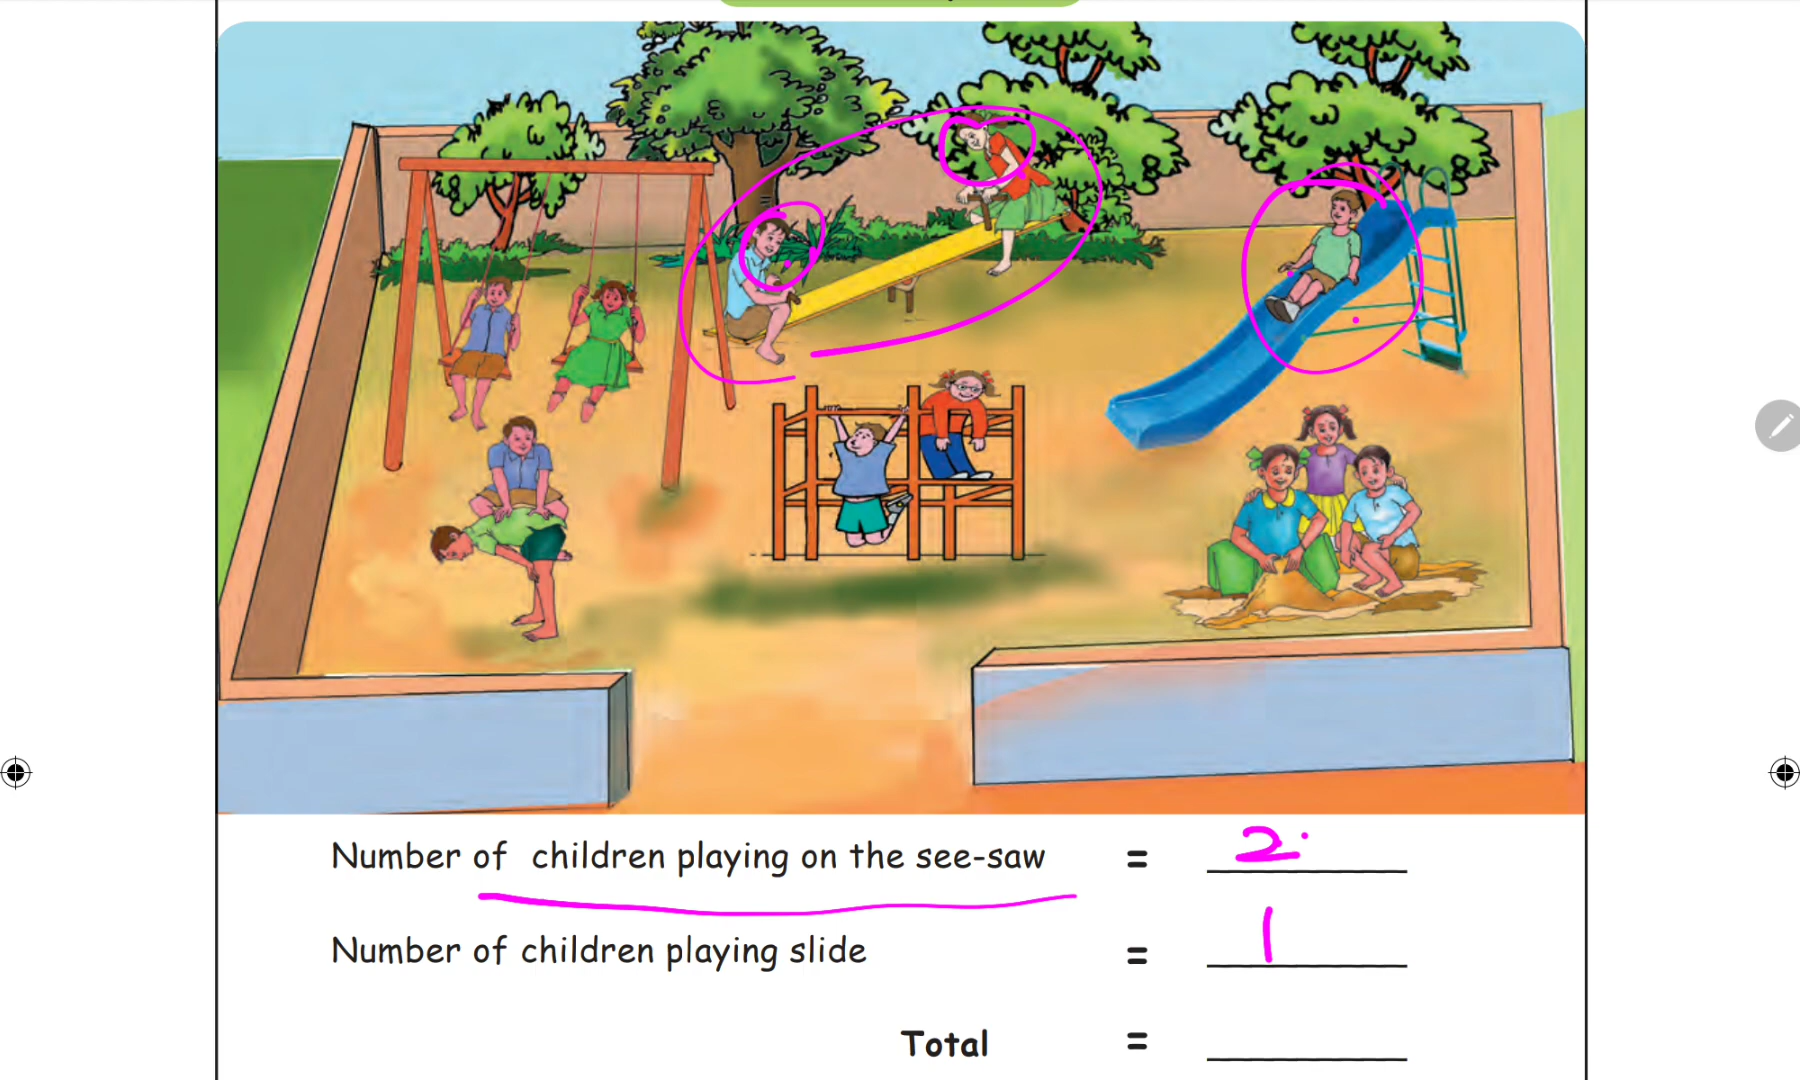 Number of children playing on the see-saw = 2
Number of children playing slide = 1
Total =